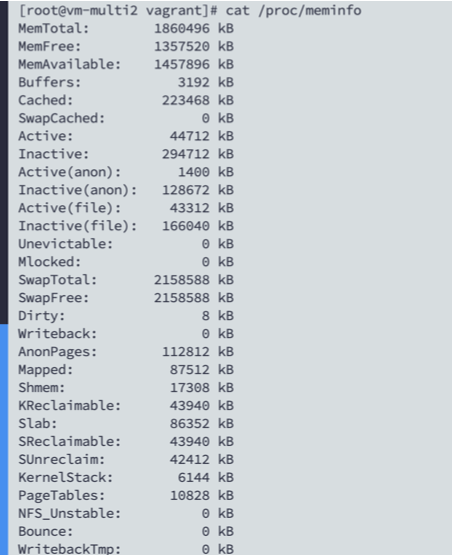 [root@vm-multi2 vagrant]# cat /proc/meminfo
MemTotal: 1860496 kB
MemFree: 1357520 kB
MemAvailable: 1457896 kB
Buffers: 3192 kB
Cached: 223468 kB
SwapCached: 0 kB
Active: 44712 kB
Inactive: 294712 kB
Active(anon): 1400 kB
Inactive(anon): 128672 kB
Active(file): 43312 kB
Inactive(file): 166040 kB
Unevictable: 0 kB
Mlocked: 0 kB
SwapTotal: 2158588 kB
SwapFree: 2158588 kB
Dirty: 8 kB
Writeback: 0 kB
AnonPages: 112812 kB
Mapped: 87512 kB
Shmem: 17308 kB
KReclaimable: 43940 kB
Slab: 86352 kB
SReclaimable: 43940 kB
SUnreclaim: 42412 kB
KernelStack: 6144 kB
PageTables: 10828 kB
NFS_Unstable: 0 kB
Bounce: 0 kB
WritebackTmp: 0 kB